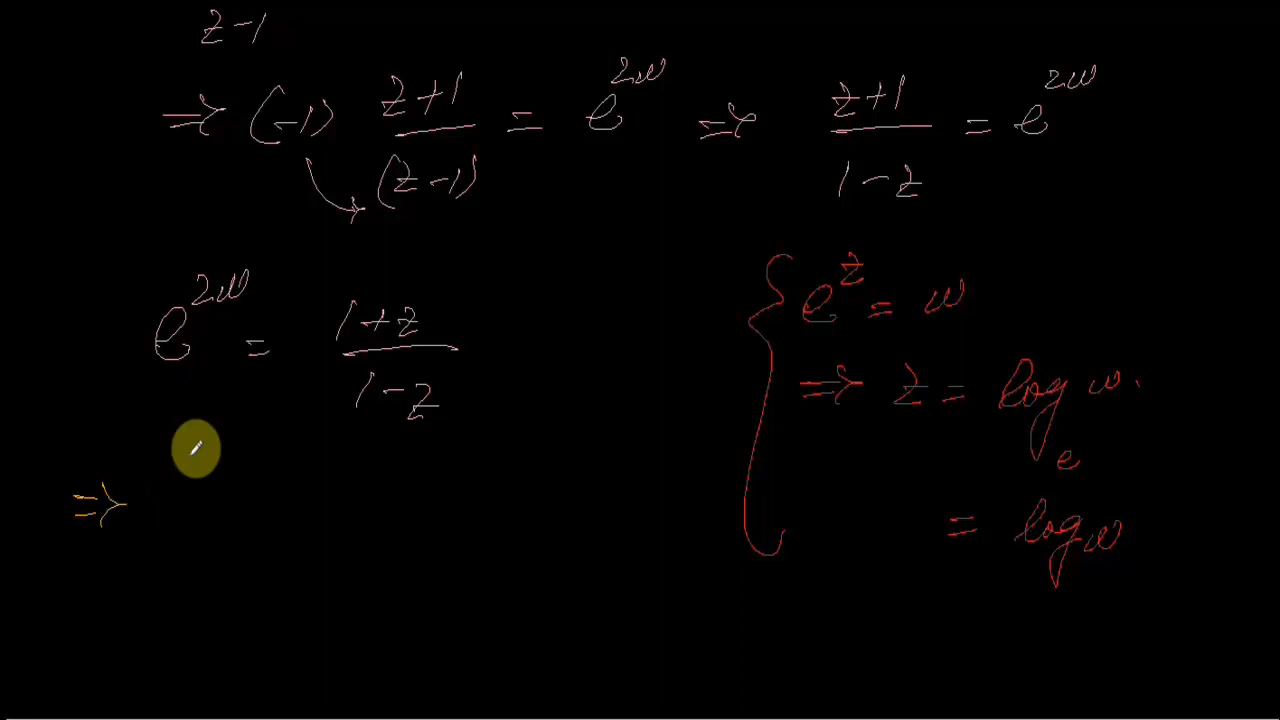 z-1
⇒ (-1) z+1/(z-1) = e^{2w} ⇒ z+1/1-z = e^{2w}
e^{2w} = 1+z/1-z
{ e^z = w
⇒ z = log_e w.
= log w
⇒